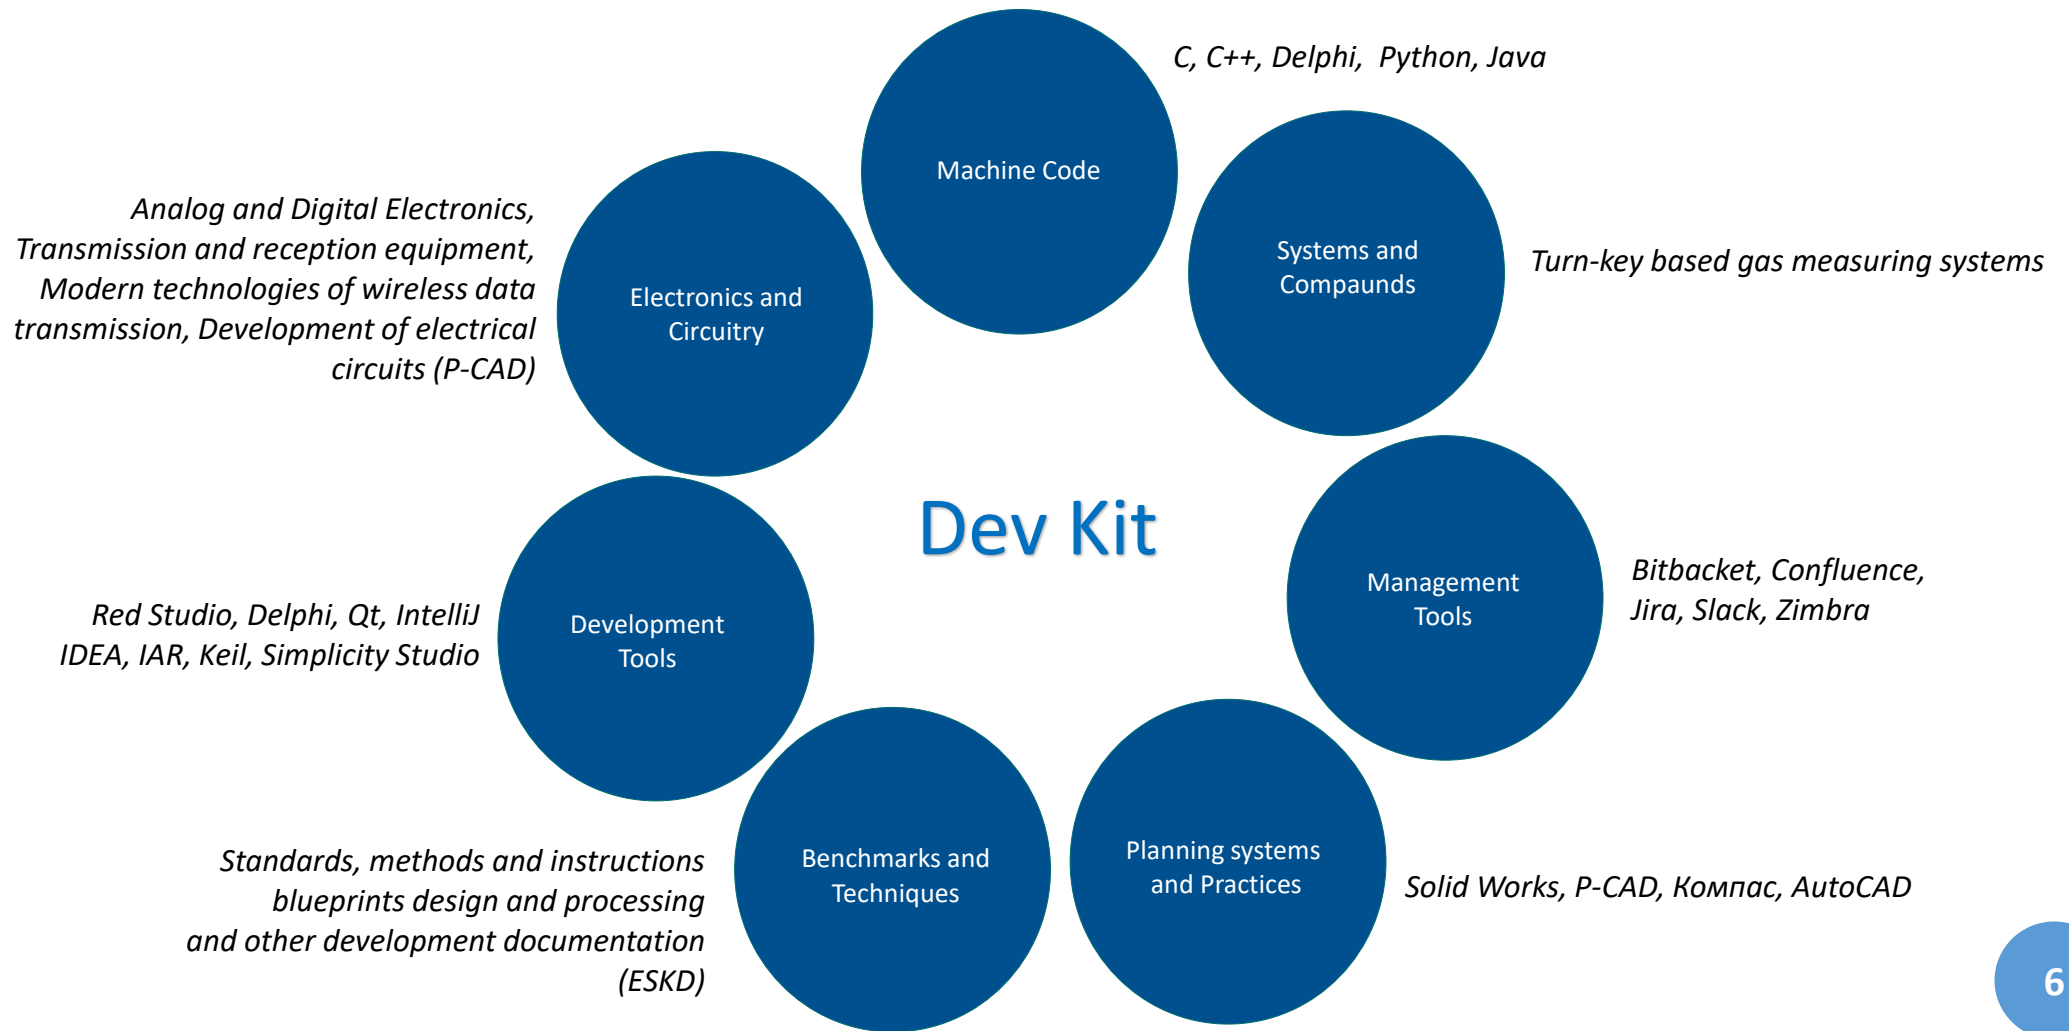 C, C++, Delphi, Python, Java
Machine Code
Systems and
Compaunds
Turn-key based gas measuring systems
Analog and Digital Electronics,
Transmission and reception equipment,
Modern technologies of wireless data
transmission, Development of electrical
circuits (P-CAD)
Electronics and
Circuitry
Dev Kit
Management
Tools
Bitbacket, Confluence,
Jira, Slack, Zimbra
Red Studio, Delphi, Qt, IntelliJ
IDEA, IAR, Keil, Simplicity Studio
Development
Tools
Standards, methods and instructions
blueprints design and processing
and other development documentation
(ESKD)
Benchmarks and
Techniques
Planning systems
and Practices
Solid Works, P-CAD, Компас, AutoCAD
6